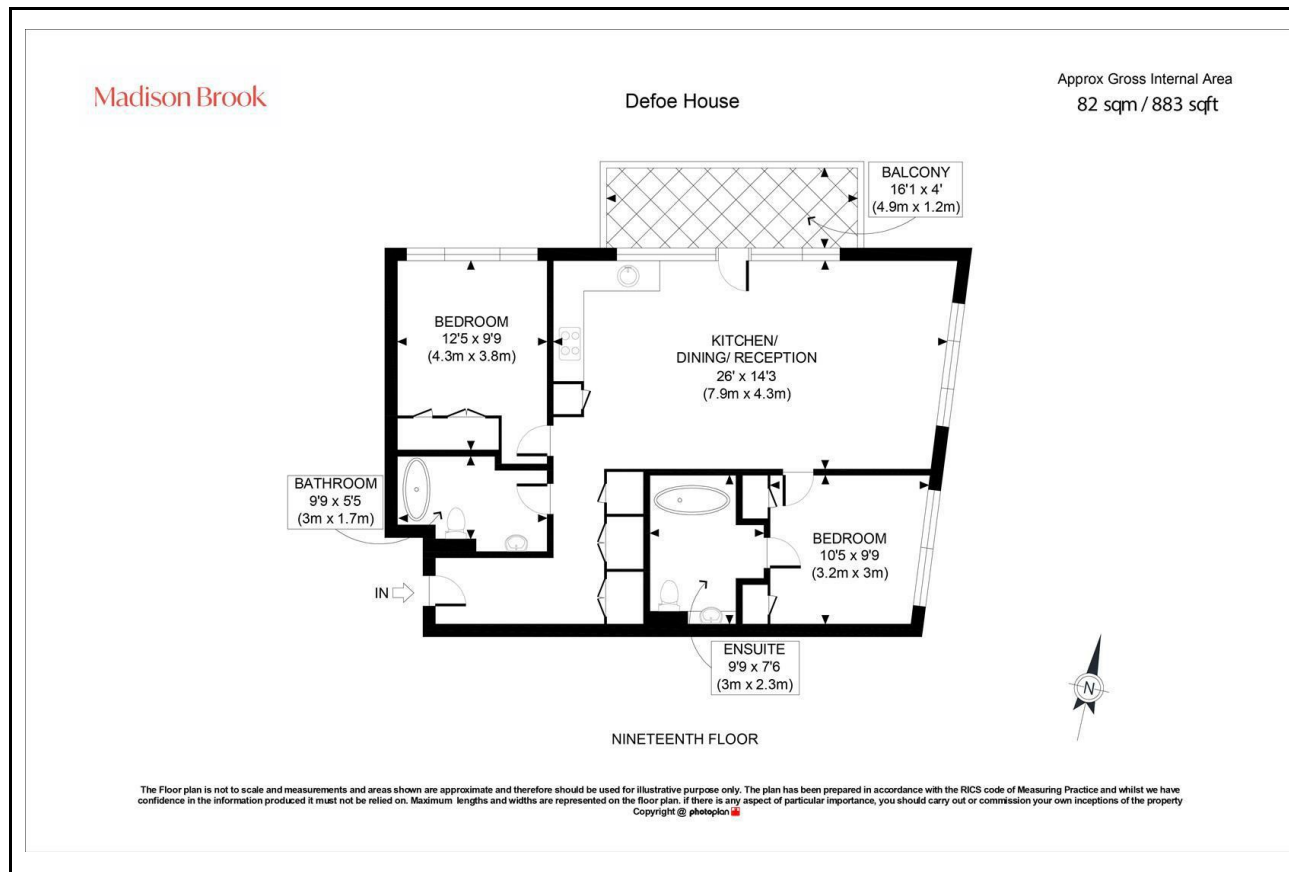 Madison Brook
Defoe House
Approx Gross Internal Area
82 sqm / 883 sqft
BALCONY
16'1 x 4'
(4.9m x 1.2m)
BEDROOM
12'5 x 9'9
(4.3m x 3.8m)
KITCHEN/
DINING/ RECEPTION
26' x 14'3
(7.9m x 4.3m)
BATHROOM
9'9 x 5'5
(3m x 1.7m)
BEDROOM
10'5 x 9'9
(3.2m x 3m)
IN
ENSUITE
9'9 x 7'6
(3m x 2.3m)
N
NINETEENTH FLOOR
The Floor plan is not to scale and measurements and areas shown are approximate and therefore should be used for illustrative purpose only. The plan has been prepared in accordance with the RICS code of Measuring Practice and whilst we have
confidence in the information produced it must not be relied on. Maximum lengths and widths are represented on the floor plan. if there is any aspect of particular importance, you should carry out or commission your own inceptions of the property
Copyright @ photoplan